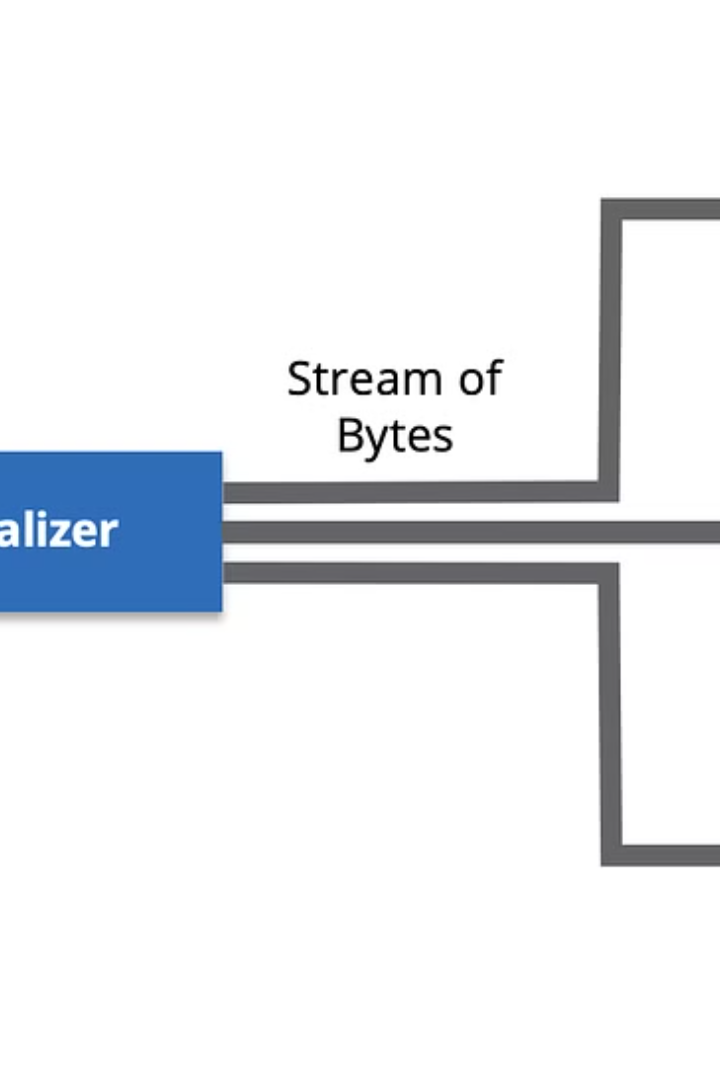 Stream of
Bytes
alizer